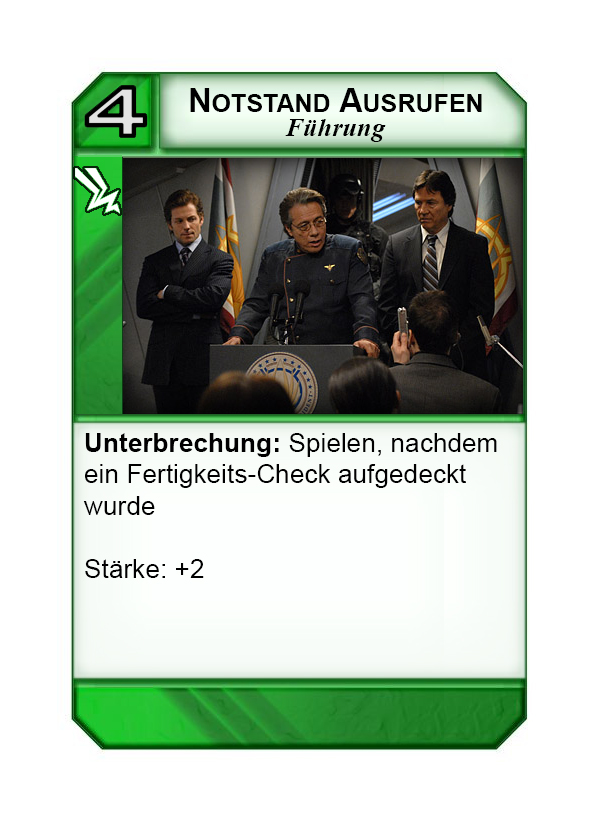 4
NOTSTAND AUSRUFEN
Führung
Unterbrechung: Spielen, nachdem
ein Fertigkeits-Check aufgedeckt
wurde
Stärke: +2